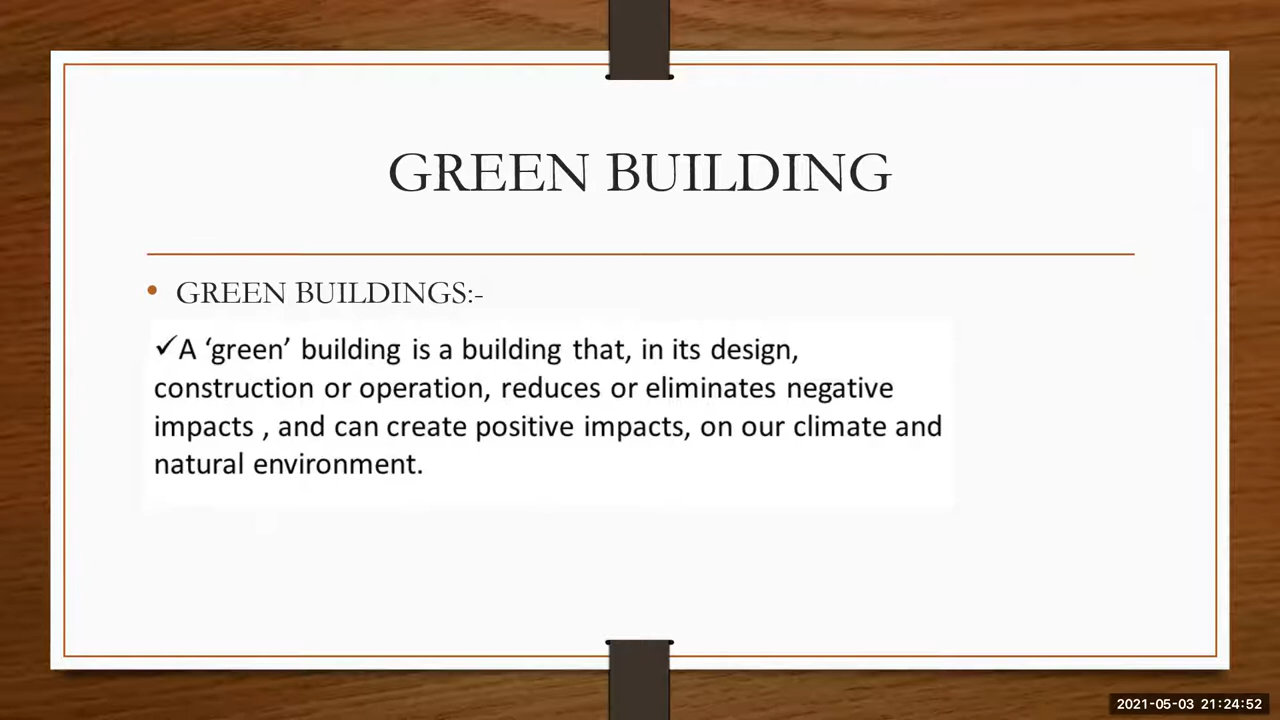 GREEN BUILDING
• GREEN BUILDINGS:-
✓A ‘green’ building is a building that, in its design,
construction or operation, reduces or eliminates negative
impacts , and can create positive impacts, on our climate and
natural environment.
2021-05-03 21:24:52